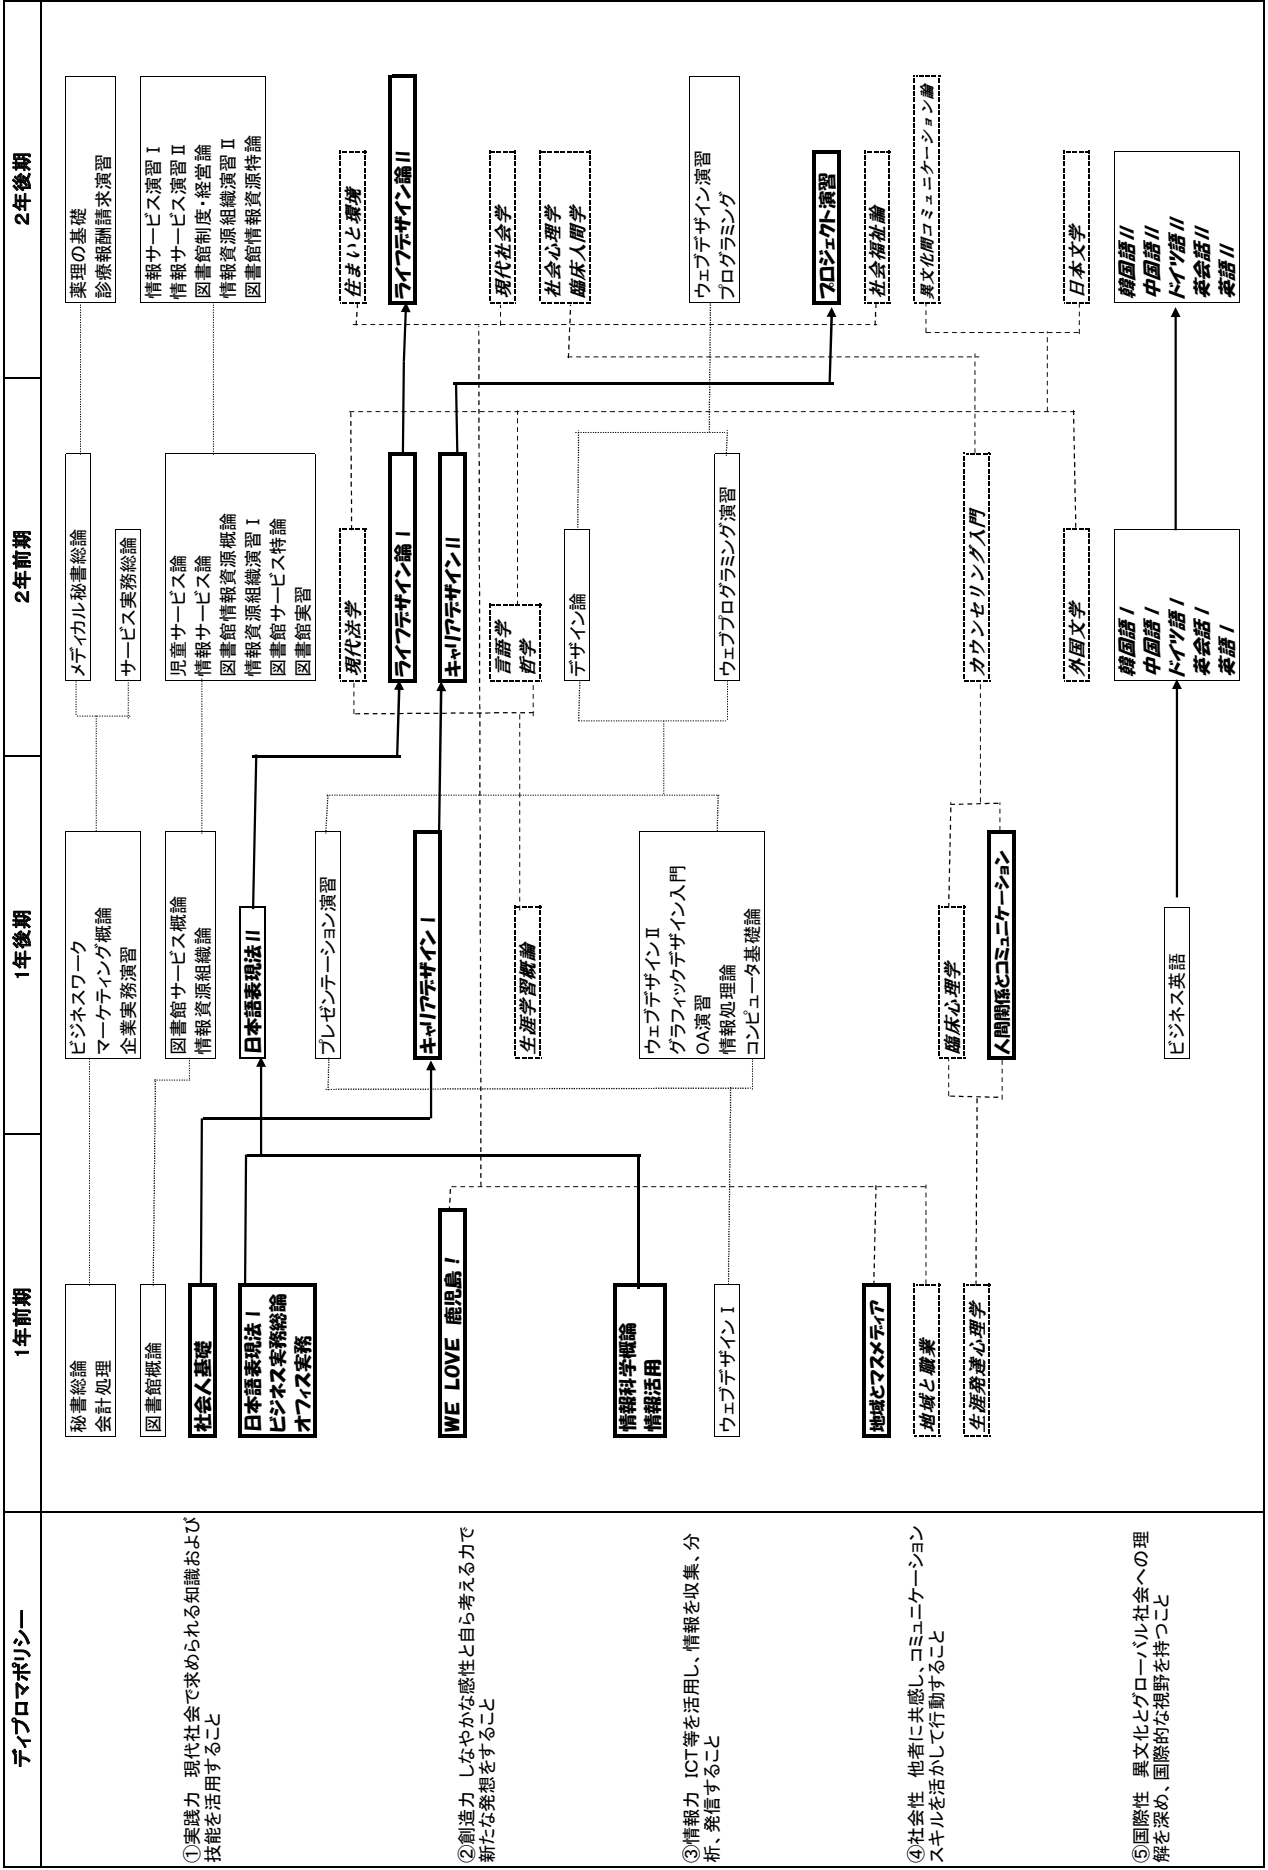 ディプロマポリシー
1年前期
1年後期
2年前期
2年後期
①実践力　現代社会で求められる知識および
技能を活用すること
秘書総論
会計処理
図書館概論
社会人基礎
日本語表現法Ⅰ
ビジネス実務総論
オフィス実務
ビジネスワーク
マーケティング概論
企業実務演習
図書館サービス概論
情報資源組織論
日本語表現法Ⅱ
メディカル秘書総論
サービス実務総論
児童サービス論
情報サービス論
図書館情報資源概論
情報資源組織演習Ⅰ
図書館サービス特論
図書館実習
薬理の基礎
診療報酬請求演習
情報サービス演習Ⅰ
情報サービス演習Ⅱ
図書館制度・経営論
情報資源組織演習Ⅱ
図書館情報資源特論
②創造力　しなやかな感性と自ら考える力で
新たな発想をすること
WE LOVE 鹿児島！
プレゼンテーション演習
キャリアデザインⅠ
生涯学習概論
現代法学
ライフデザイン論Ⅰ
キャリアデザインⅡ
言語学
哲学
デザイン論
住まいと環境
ライフデザイン論Ⅱ
現代社会学
社会心理学
臨床人間学
③情報力　ICT等を活用し、情報を収集、分
析、発信すること
情報科学概論
情報活用
ウェブデザインⅠ
ウェブデザインⅡ
グラフィックデザイン入門
OA演習
情報処理論
コンピュータ基礎論
ウェブプログラミング演習
ウェブデザイン演習
プログラミング
④社会性　他者に共感し、コミュニケーション
スキルを活かして行動すること
地域とマスメディア
地域と職業
生涯発達心理学
臨床心理学
人間関係とコミュニケーション
カウンセリング入門
プロジェクト演習
社会福祉論
異文化間コミュニケーション論
⑤国際性　異文化とグローバル社会への理
解を深め、国際的な視野を持つこと
ビジネス英語
外国文学
韓国語Ⅰ
中国語Ⅰ
ドイツ語Ⅰ
英会話Ⅰ
英語Ⅰ
日本文学
韓国語Ⅱ
中国語Ⅱ
ドイツ語Ⅱ
英会話Ⅱ
英語Ⅱ